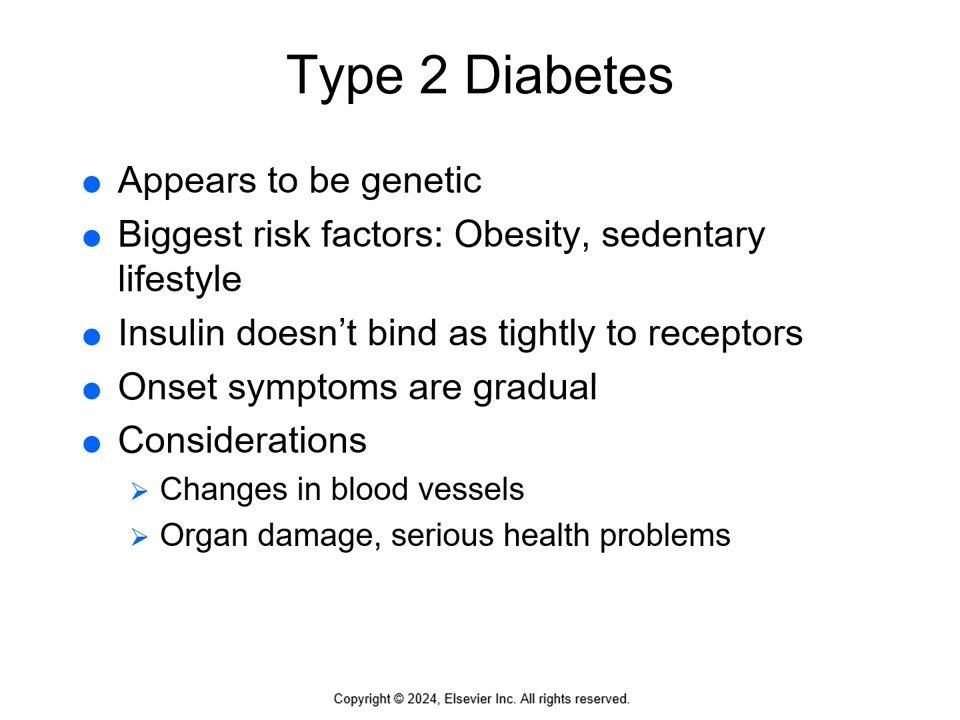 Type 2 Diabetes
● Appears to be genetic
● Biggest risk factors: Obesity, sedentary
lifestyle
● Insulin doesn’t bind as tightly to receptors
● Onset symptoms are gradual
● Considerations
➢ Changes in blood vessels
➢ Organ damage, serious health problems
Copyright © 2024, Elsevier Inc. All rights reserved.